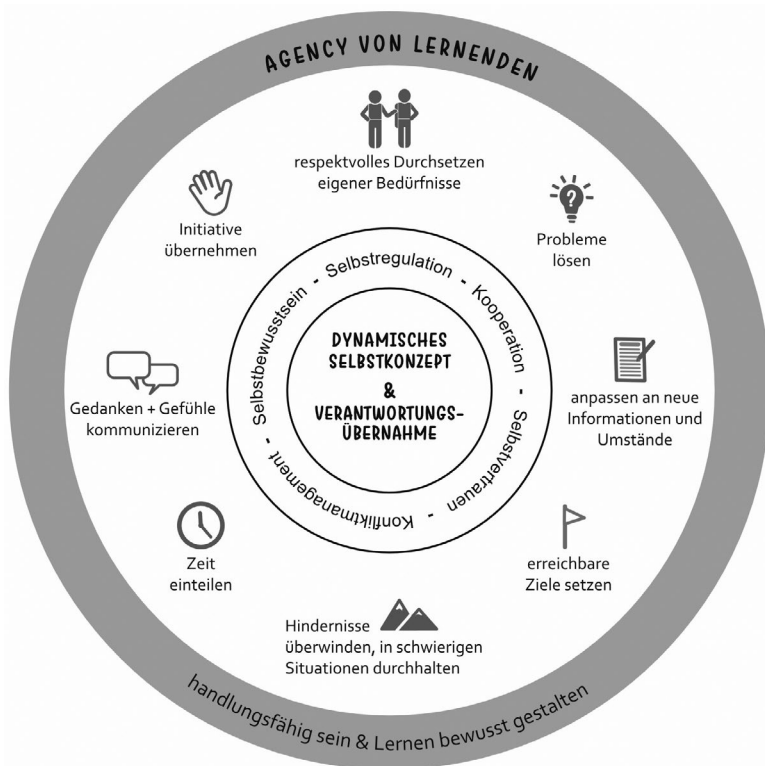 AGENCY VON LERNENDEN
respektvolles Durchsetzen
eigener Bedürfnisse
Initiative
übernehmen
?
Probleme
lösen
Selbstbewusstsein - Selbstregulation - Kooperation - Selbstvertrauen - Konfliktmanagement -
DYNAMISCHES
SELBSTKONZEPT
&
VERANTWORTUNGS-
ÜBERNAHME
Gedanken + Gefühle
kommunizieren
anpassen an neue
Informationen und
Umstände
Zeit
einteilen
erreichbare
Ziele setzen
Hindernisse
überwinden, in schwierigen
Situationen durchhalten
handlungsfähig sein & Lernen bewusst gestalten